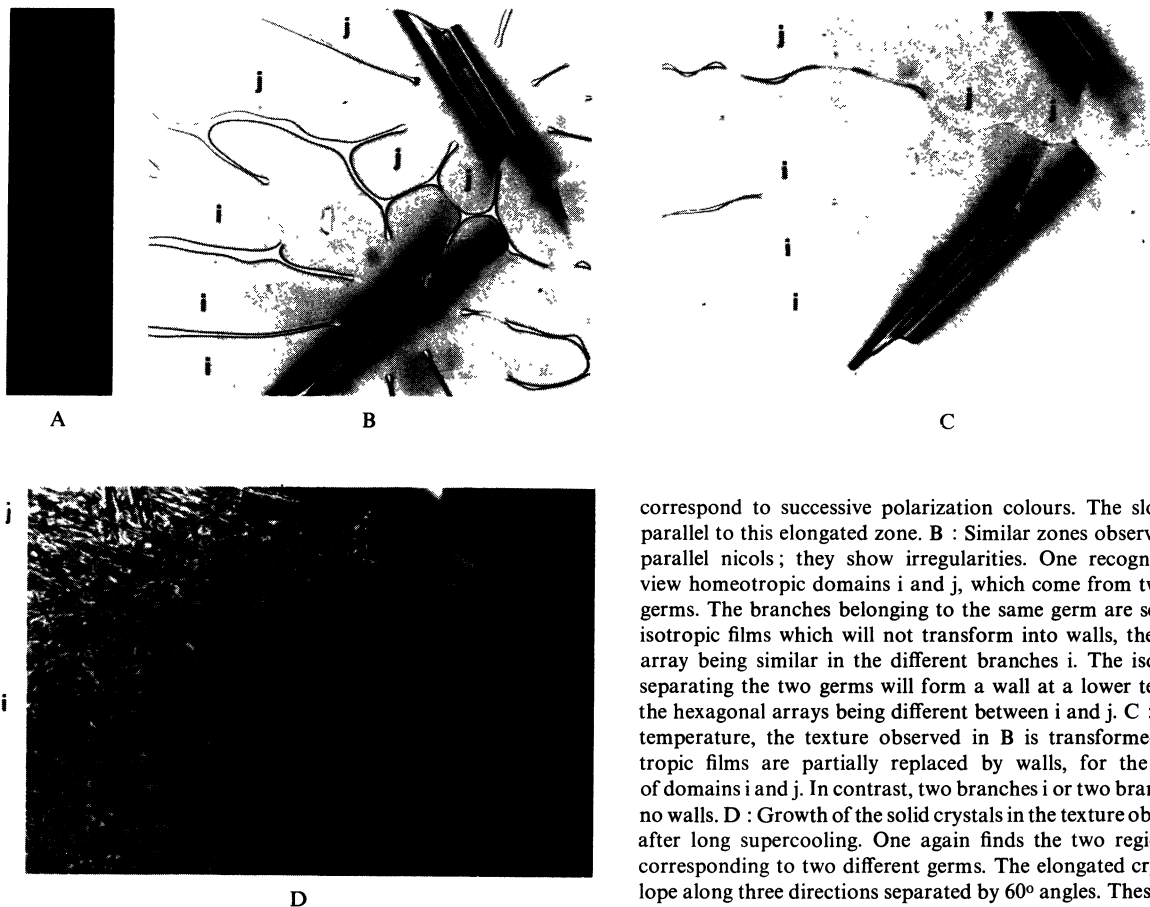 j
j
j
j
i
i
i
j
j
j
i
i
i
A
B
C
j
i
D
correspond to successive polarization colours. The slo
parallel to this elongated zone. B : Similar zones observ
parallel nicols ; they show irregularities. One recogn
view homeotropic domains i and j, which come from tw
germs. The branches belonging to the same germ are se
isotropic films which will not transform into walls, the
array being similar in the different branches i. The iso
separating the two germs will form a wall at a lower te
the hexagonal arrays being different between i and j. C :
temperature, the texture observed in B is transforme
tropic films are partially replaced by walls, for the
of domains i and j. In contrast, two branches i or two bran
no walls. D : Growth of the solid crystals in the texture ob
after long supercooling. One again finds the two regi
corresponding to two different germs. The elongated cr
lope along three directions separated by 60º angles. Thes